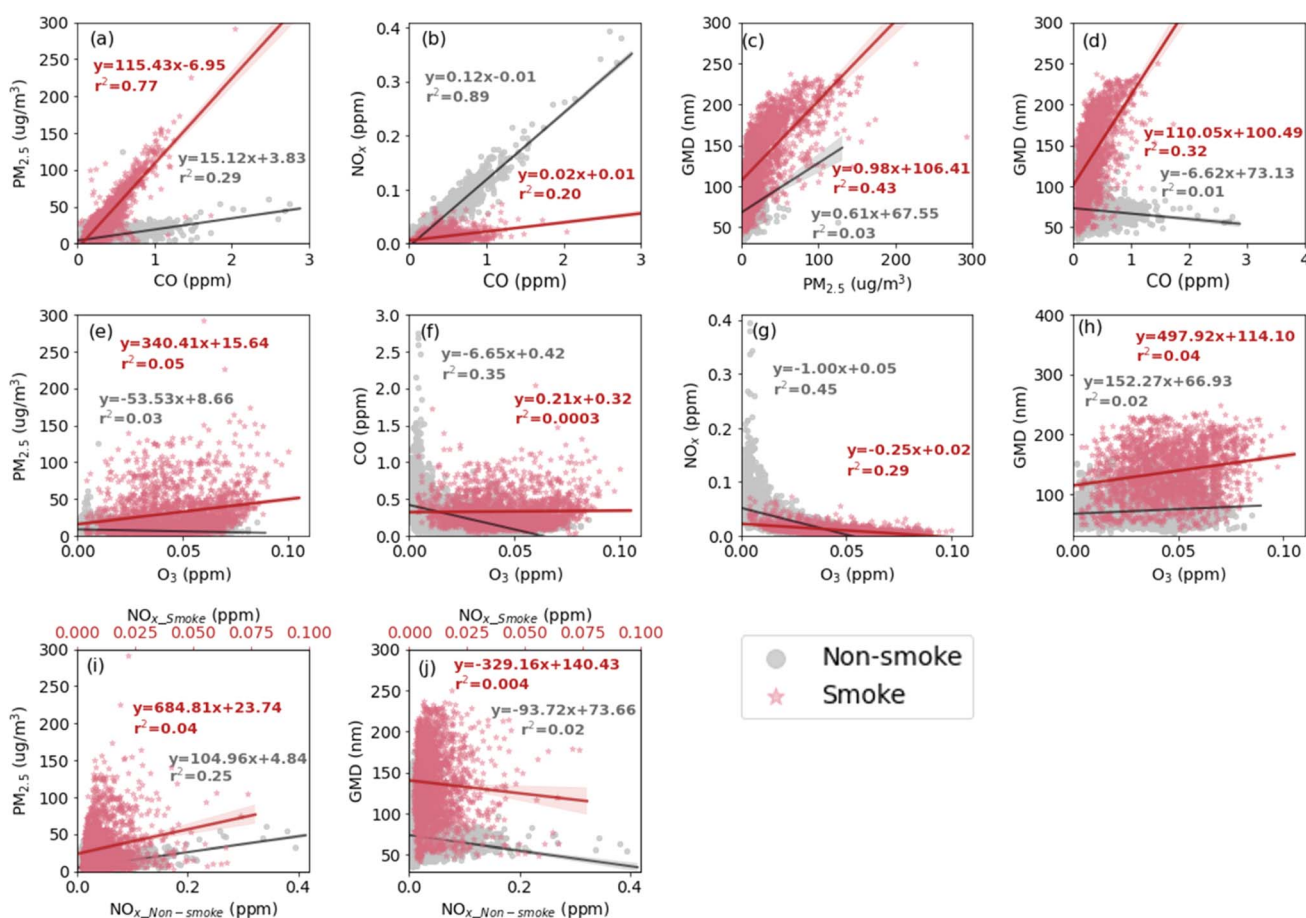 (a)
y=115.43x-6.95
r²=0.77
y=15.12x+3.83
r²=0.29
PM2.5 (ug/m³)
300
250
200
150
100
50
0
0 1 2 3
CO (ppm)
(b)
y=0.12x-0.01
r²=0.89
y=0.02x+0.01
r²=0.20
NOx (ppm)
0.4
0.3
0.2
0.1
0.0
0 1 2 3
CO (ppm)
(c)
y=0.98x+106.41
r²=0.43
y=0.61x+67.55
r²=0.03
GMD (nm)
300
250
200
150
100
50
0 100 200 300
PM2.5 (ug/m³)
(d)
y=110.05x+100.49
r²=0.32
y=-6.62x+73.13
r²=0.01
GMD (nm)
300
250
200
150
100
50
0 1 2 3 4
CO (ppm)
(e)
y=340.41x+15.64
r²=0.05
y=-53.53x+8.66
r²=0.03
PM2.5 (ug/m³)
300
250
200
150
100
50
0
0.00 0.05 0.10
O3 (ppm)
(f)
y=-6.65x+0.42
r²=0.35
y=0.21x+0.32
r²=0.0003
CO (ppm)
3.0
2.5
2.0
1.5
1.0
0.5
0.0
0.00 0.05 0.10
O3 (ppm)
(g)
y=-1.00x+0.05
r²=0.45
y=-0.25x+0.02
r²=0.29
NOx (ppm)
0.4
0.3
0.2
0.1
0.0
0.00 0.05 0.10
O3 (ppm)
(h)
y=497.92x+114.10
r²=0.04
y=152.27x+66.93
r²=0.02
GMD (nm)
400
300
200
100
0.00 0.05 0.10
O3 (ppm)
NOx_Smoke (ppm)
0.000 0.025 0.050 0.075 0.100
(i)
y=684.81x+23.74
r²=0.04
y=104.96x+4.84
r²=0.25
PM2.5 (ug/m³)
300
250
200
150
100
50
0
0.0 0.2 0.4
NOx_Non-smoke (ppm)
NOx_Smoke (ppm)
0.000 0.025 0.050 0.075 0.100
(j)
y=-329.16x+140.43
r²=0.004
y=-93.72x+73.66
r²=0.02
GMD (nm)
300
250
200
150
100
50
0
0.0 0.2 0.4
NOx_Non-smoke (ppm)
Non-smoke
Smoke